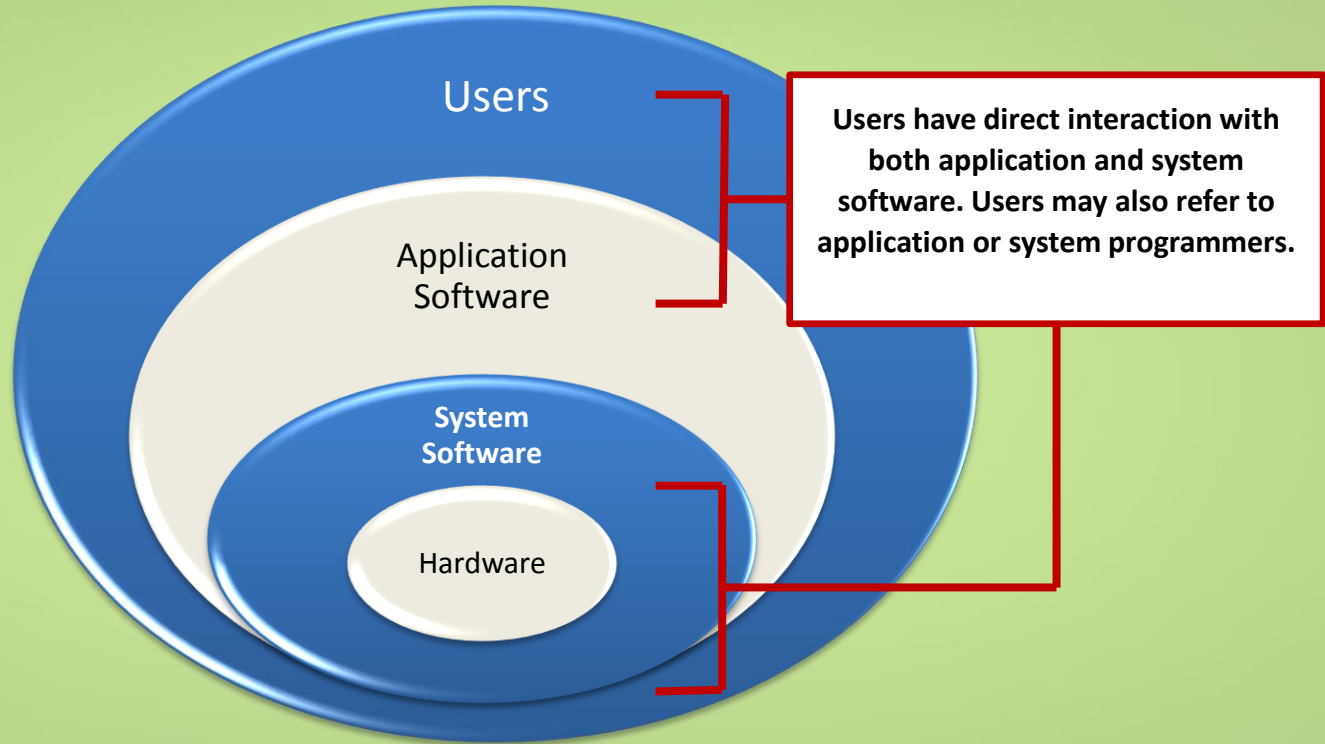 Users
Users have direct interaction with
both application and system
software. Users may also refer to
application or system programmers.
Application
Software
System
Software
Hardware